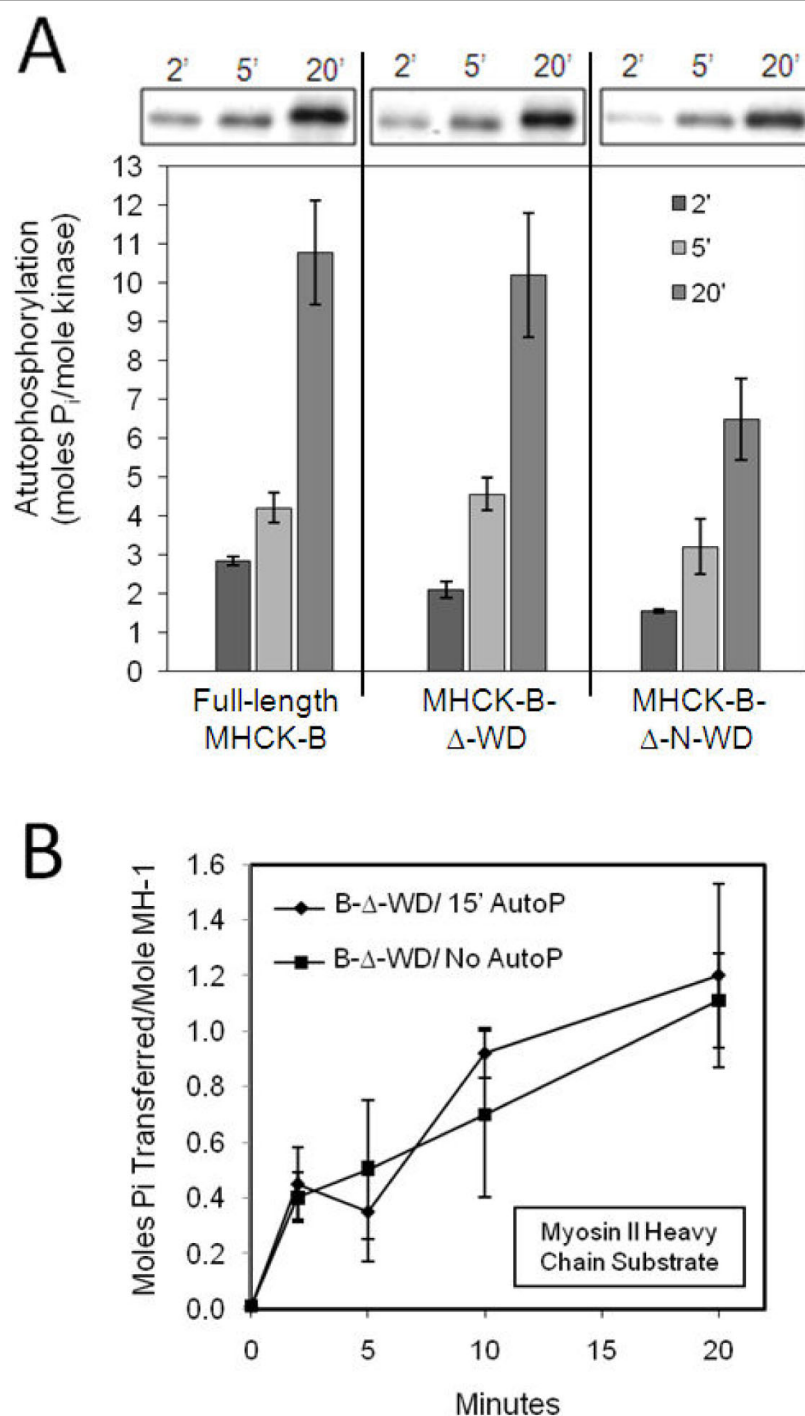 A
2' 5' 20' 2' 5' 20' 2' 5' 20'
Atutophosphorylation
(moles Pi/mole kinase)
13
12
11
10
9
8
7
6
5
4
3
2
1
0
2'
5'
20'
Full-length
MHCK-B
MHCK-B-
Δ-WD
MHCK-B-
Δ-N-WD
B
Moles Pi Transferred/Mole MH-1
1.6
1.4
1.2
1.0
0.8
0.6
0.4
0.2
0.0
B-Δ-WD/ 15' AutoP
B-Δ-WD/ No AutoP
Myosin II Heavy
Chain Substrate
0 5 10 15 20
Minutes